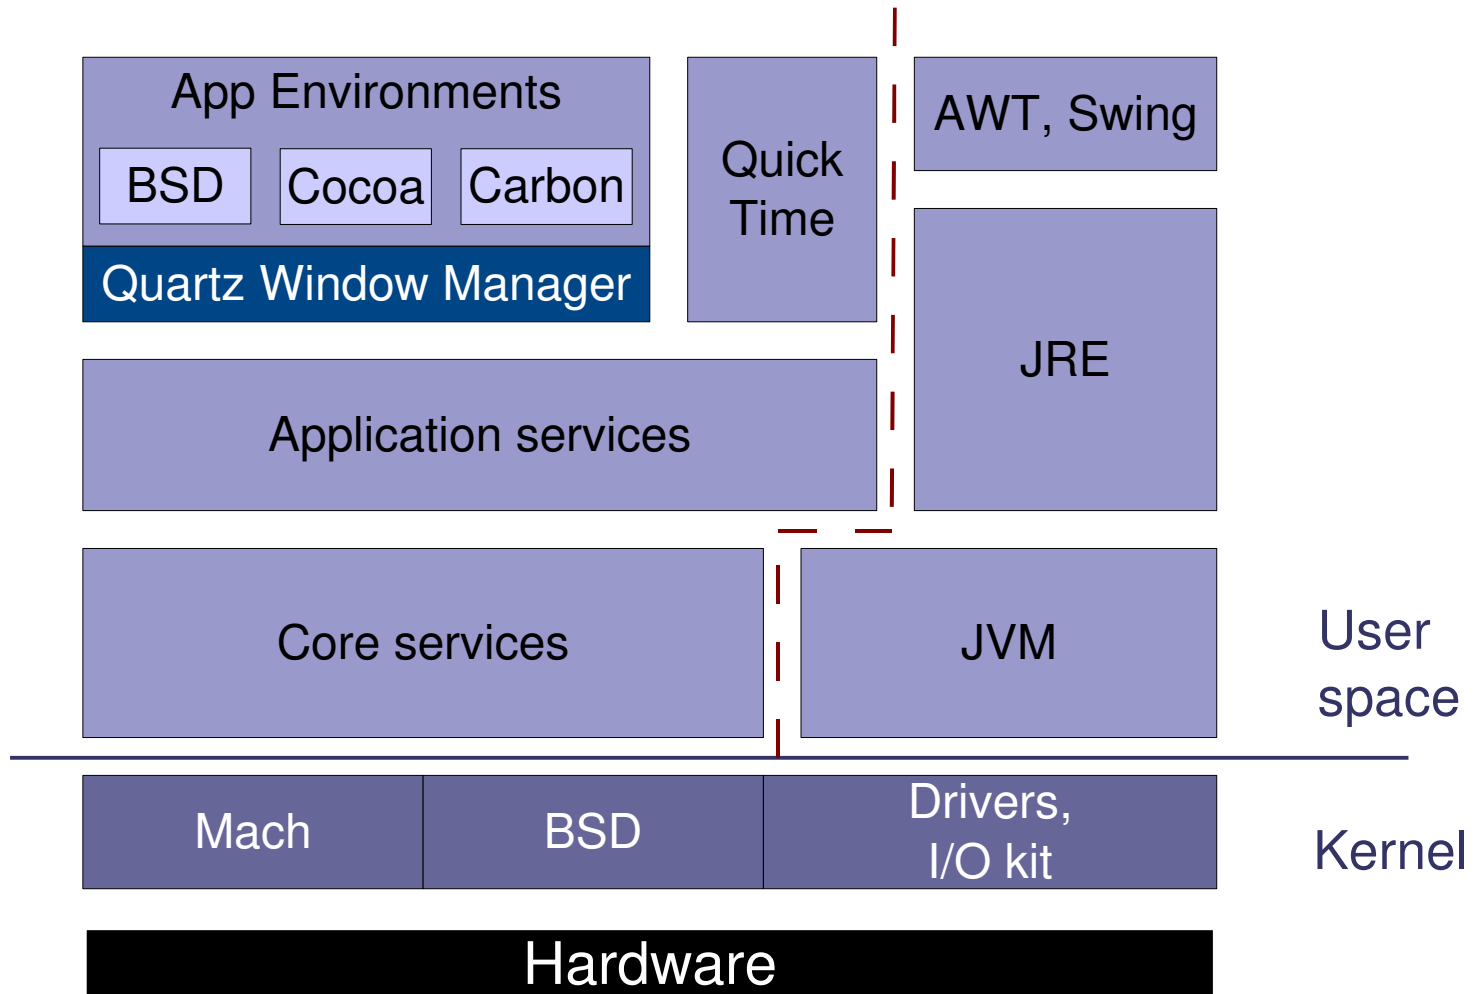 App Environments
BSD
Cocoa
Carbon
Quartz Window Manager
Quick
Time
AWT, Swing
JRE
Application services
Core services
JVM
User
space
Mach
BSD
Drivers,
I/O kit
Kernel
Hardware